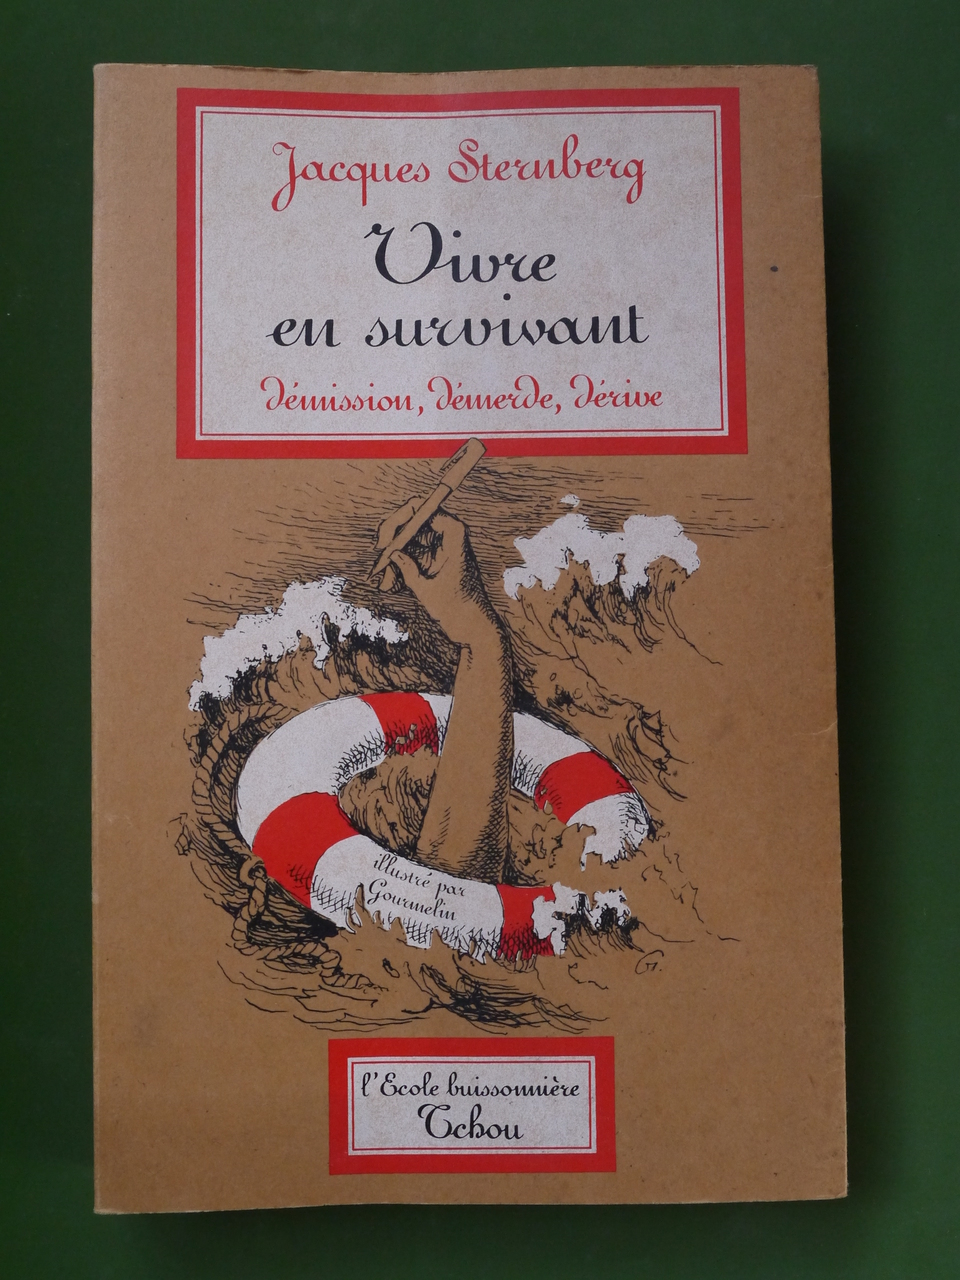 Jacques Sternberg
Vivre
en survivant
démission, démerde, dérive
illustré par
Gourmelin
G.
l'Ecole buissonnière
Tchou